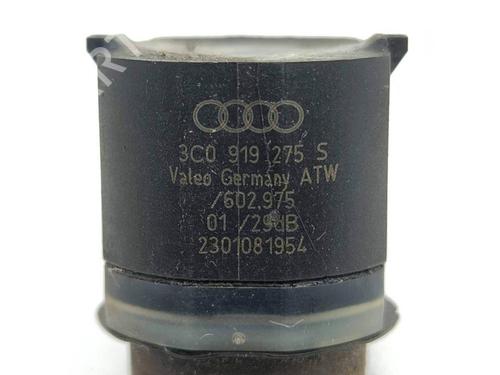 3C0 919 275 S
Valeo Germany ATW
/602.975
01 /29dB
2301081954